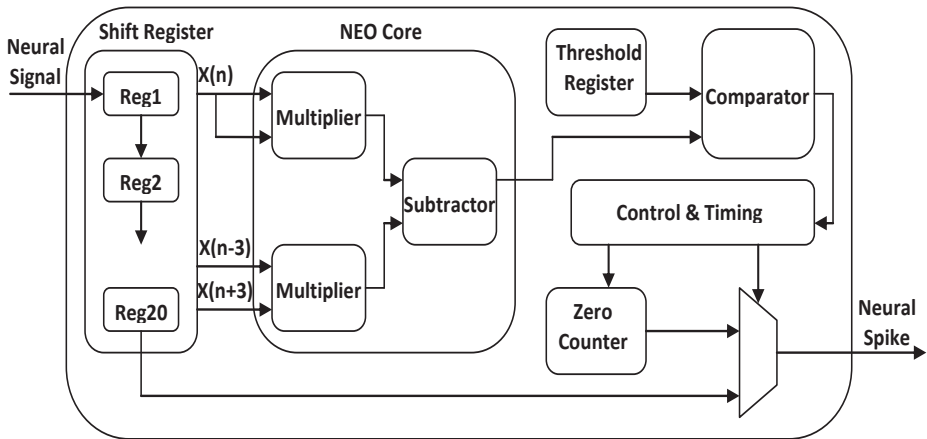 Neural
Signal
Shift Register
Reg1
Reg2
Reg20
X(n)
X(n-3)
X(n+3)
NEO Core
Multiplier
Multiplier
Subtractor
Threshold
Register
Comparator
Control & Timing
Zero
Counter
Neural
Spike